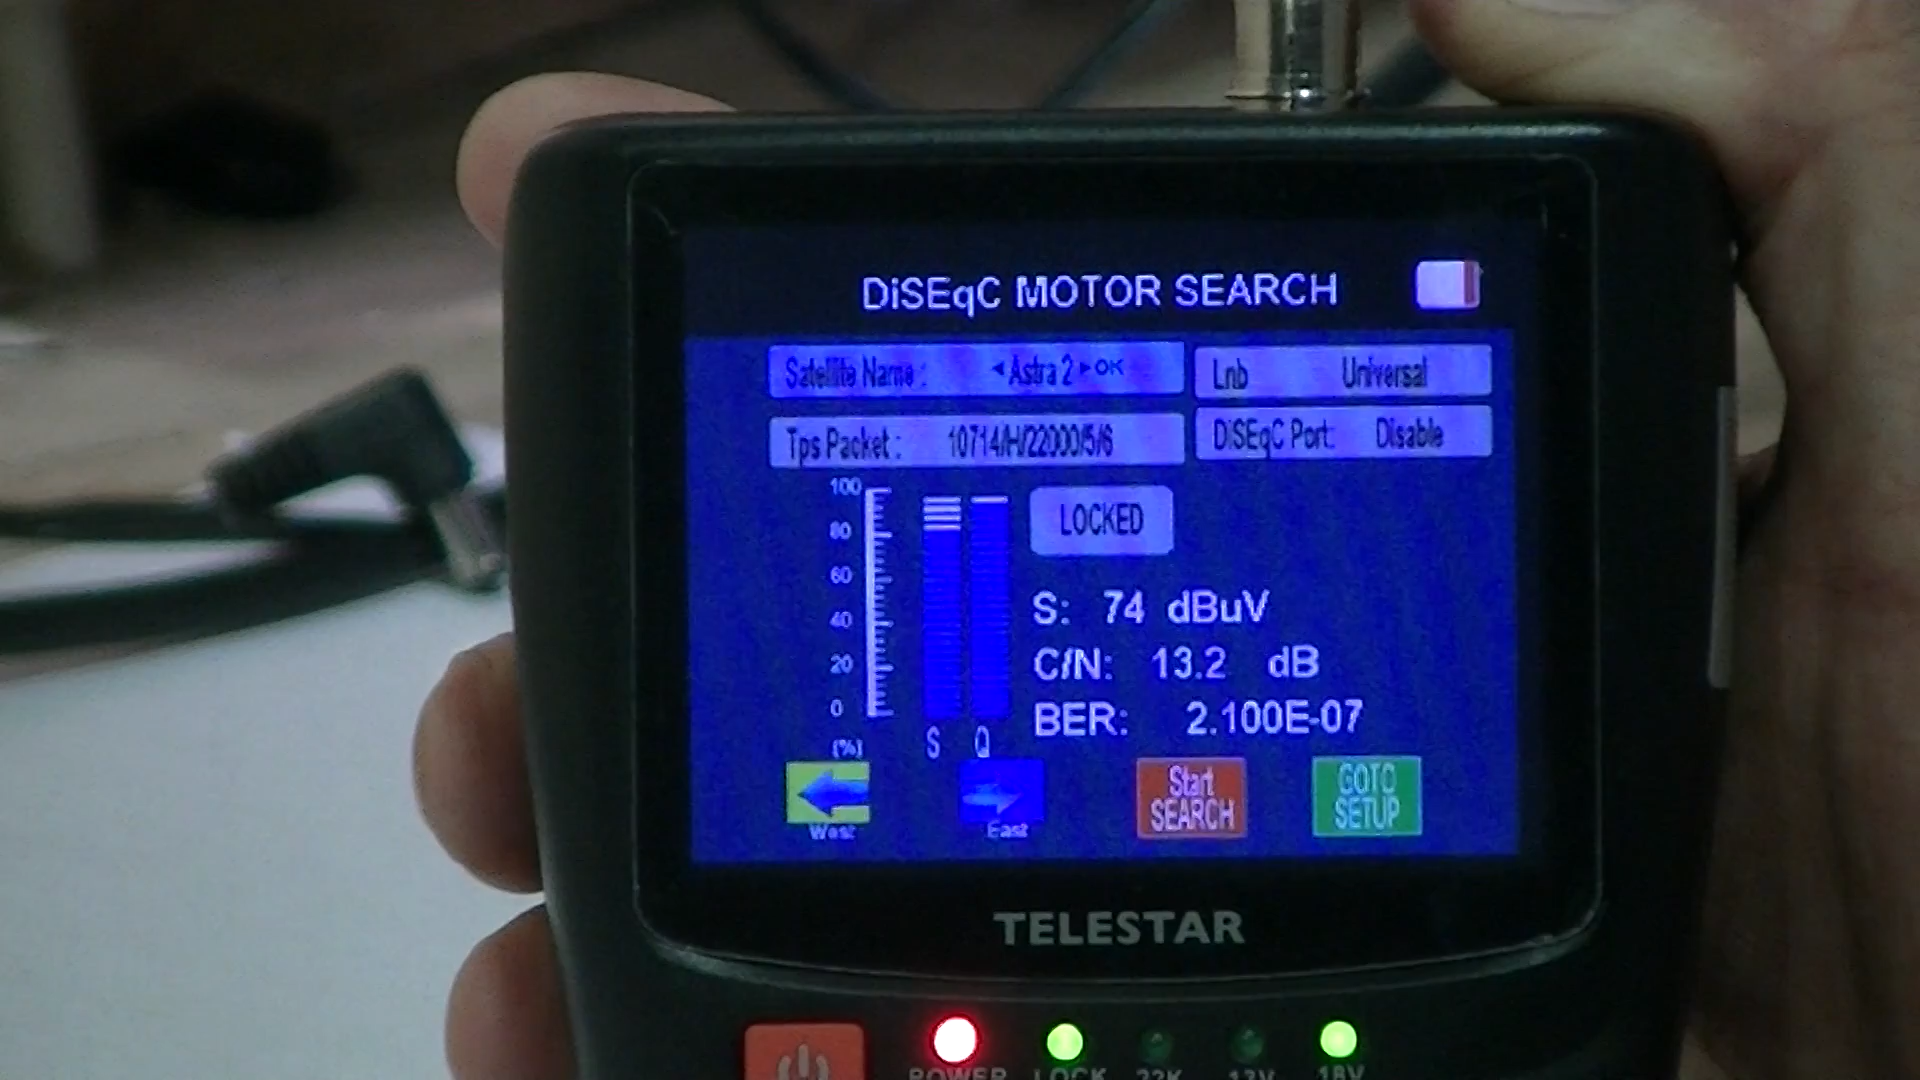 DiSEqC MOTOR SEARCH
Satellite Name : ◄Astra 2►OK
Lnb Universal
Tps Packet : 10714/H/22000/5/6
DiSEqC Port: Disable
100
80
60
40
20
0
(%)
S Q
LOCKED
S: 74 dBuV
C/N: 13.2 dB
BER: 2.100E-07
West
East
Start
SEARCH
GOTO
SETUP
TELESTAR
POWER LOCK 22K 13V 18V